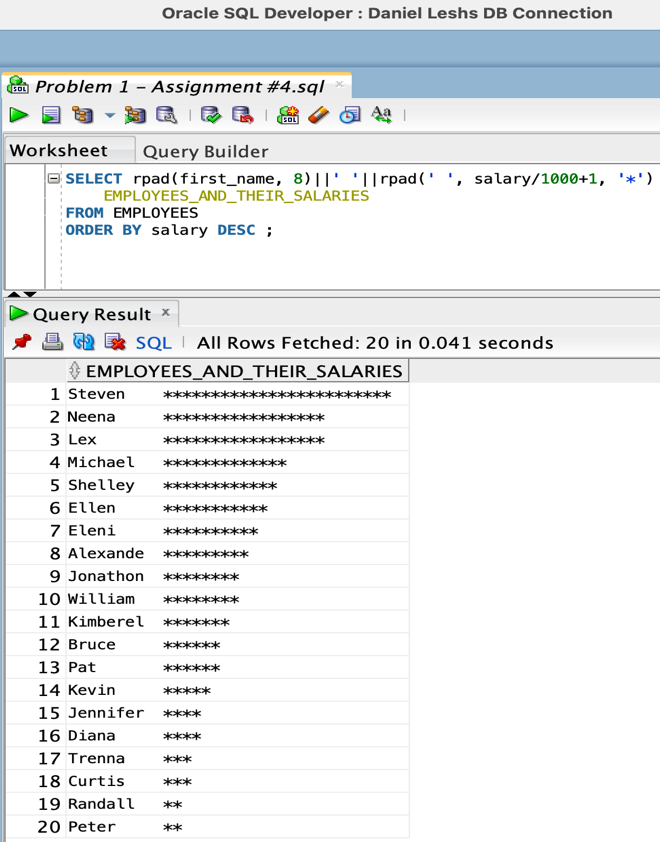 Oracle SQL Developer : Daniel Leshs DB Connection
Problem 1 – Assignment #4.sql
Worksheet Query Builder
SELECT rpad(first_name, 8)||' '||rpad(' ', salary/1000+1, '*')
EMPLOYEES_AND_THEIR_SALARIES
FROM EMPLOYEES
ORDER BY salary DESC ;
Query Result x
SQL | All Rows Fetched: 20 in 0.041 seconds
EMPLOYEES_AND_THEIR_SALARIES
1 Steven ************************
2 Neena *****************
3 Lex *****************
4 Michael *************
5 Shelley ************
6 Ellen ***********
7 Eleni **********
8 Alexande *********
9 Jonathon ********
10 William ********
11 Kimberel *******
12 Bruce ******
13 Pat ******
14 Kevin *****
15 Jennifer ****
16 Diana ****
17 Trenna ***
18 Curtis ***
19 Randall **
20 Peter **